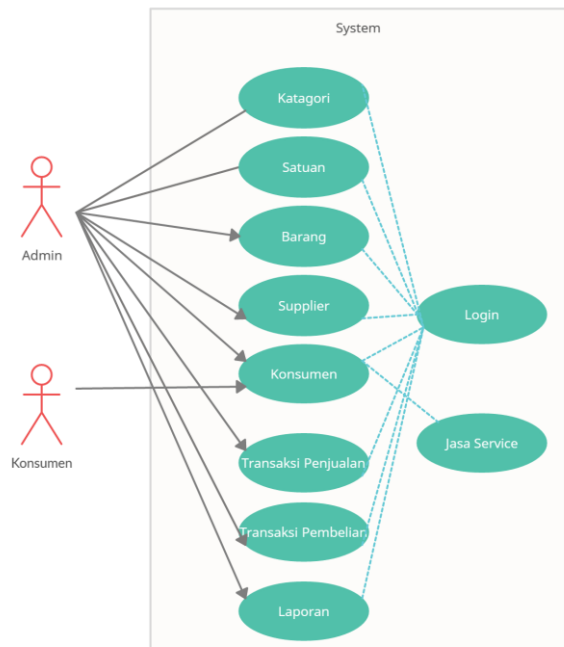 System
Katagori
Satuan
Barang
Admin
Supplier
Login
Konsumen
Konsumen
Jasa Service
Transaksi Penjualan
Transaksi Pembelian
Laporan